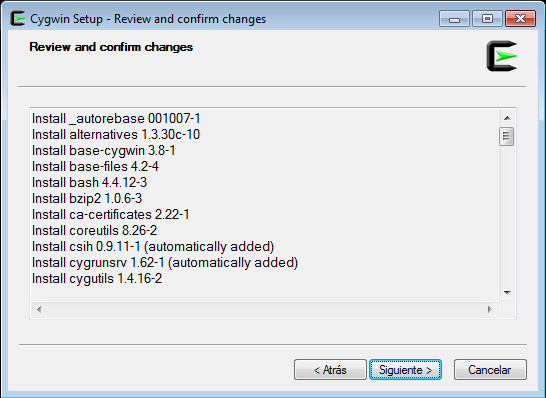 Cygwin Setup - Review and confirm changes
Review and confirm changes
Install _autorebase 001007-1
Install alternatives 1.3.30c-10
Install base-cygwin 3.8-1
Install base-files 4.2-4
Install bash 4.4.12-3
Install bzip2 1.0.6-3
Install ca-certificates 2.22-1
Install coreutils 8.26-2
Install csih 0.9.11-1 (automatically added)
Install cygrunsrv 1.62-1 (automatically added)
Install cygutils 1.4.16-2
< Atrás Siguiente > Cancelar